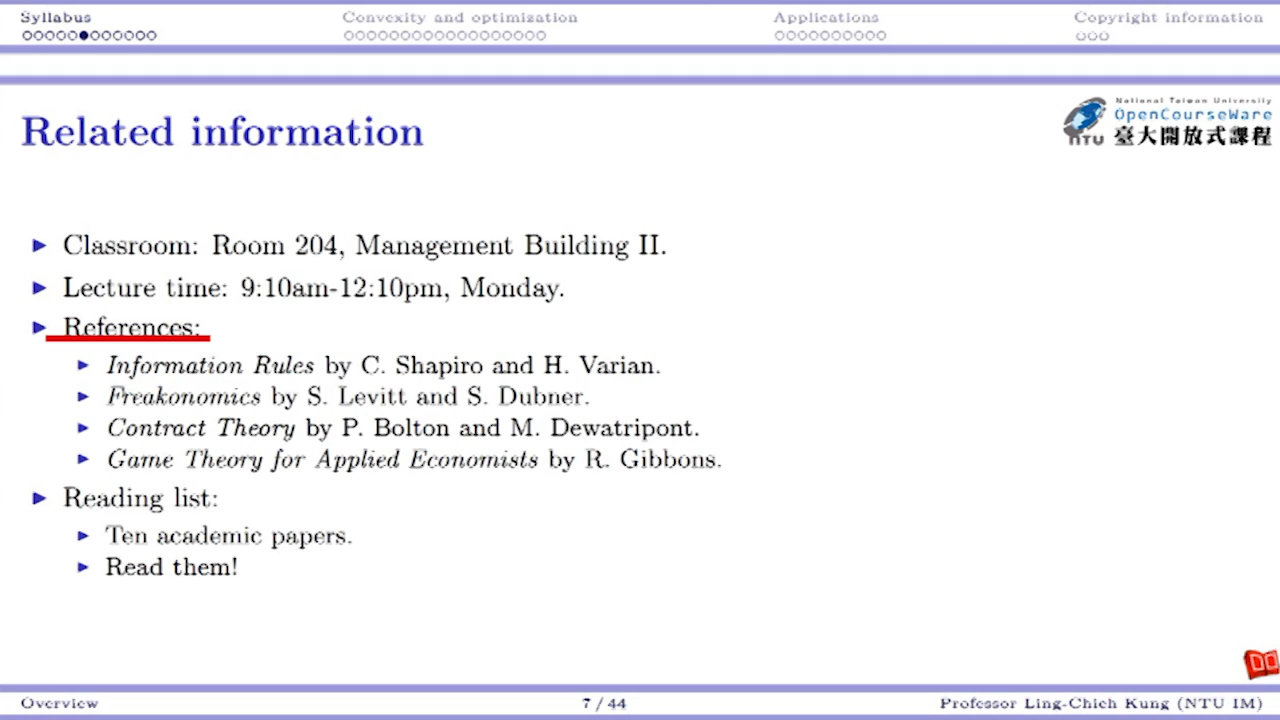 Syllabus
Convexity and optimization
Applications
Copyright information
Related information
National Taiwan University
OpenCourseWare
臺大開放式課程
NTU
Classroom: Room 204, Management Building II.
Lecture time: 9:10am-12:10pm, Monday.
References:
Information Rules by C. Shapiro and H. Varian.
Freakonomics by S. Levitt and S. Dubner.
Contract Theory by P. Bolton and M. Dewatripont.
Game Theory for Applied Economists by R. Gibbons.
Reading list:
Ten academic papers.
Read them!
Overview
7 / 44
Professor Ling-Chieh Kung (NTU IM)